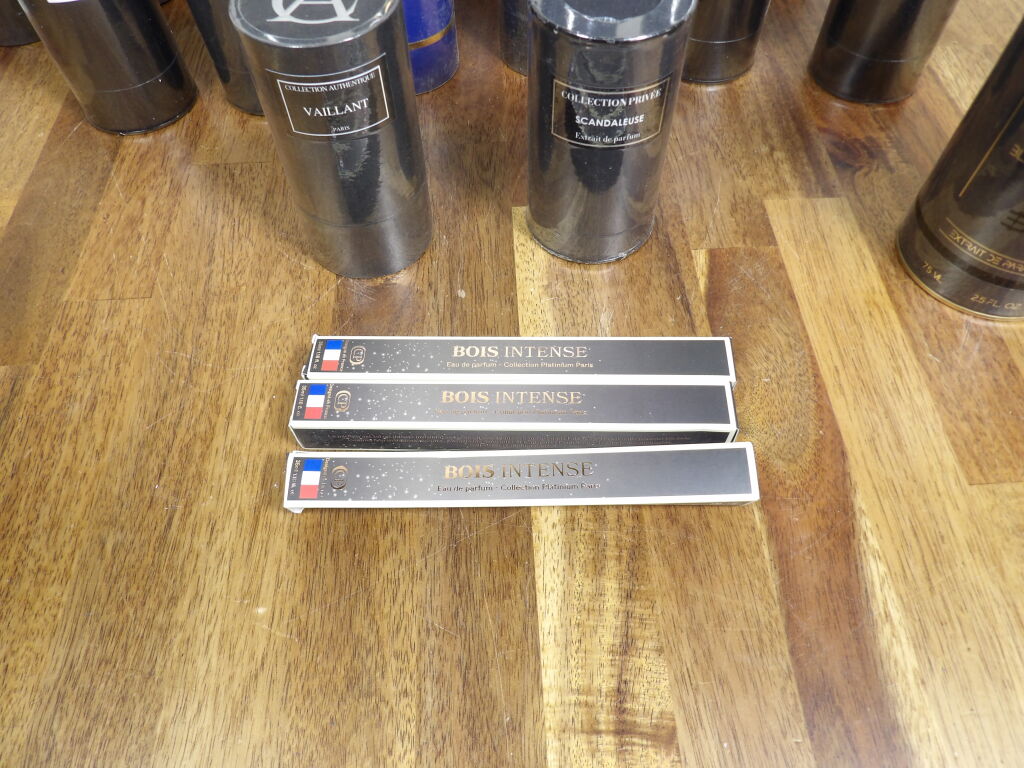 COLLECTION AUTHENTIQUE
VAILLANT
PARIS
COLLECTION PRIVÉE
SCANDALEUSE
Extrait de parfum
EXTRAIT DE PARF
75 ML
2.5 FL. OZ
BOIS INTENSE
Eau de parfum - Collection Platinium Paris
BOIS INTENSE
BOIS INTENSE
Eau de parfum - Collection Platinium Paris